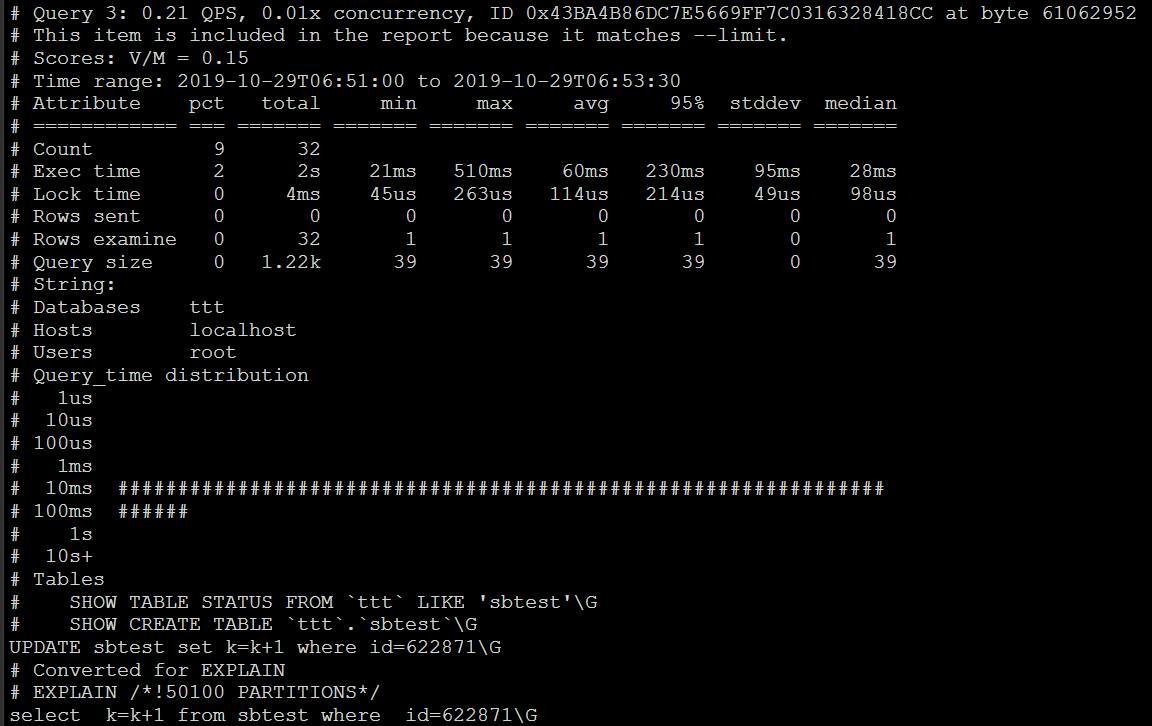 # Query 3: 0.21 QPS, 0.01x concurrency, ID 0x43BA4B86DC7E5669FF7C0316328418CC at byte 61062952
# This item is included in the report because it matches --limit.
# Scores: V/M = 0.15
# Time range: 2019-10-29T06:51:00 to 2019-10-29T06:53:30
# Attribute    pct   total     min     max     avg     95%  stddev  median
# ============ === ======= ======= ======= ======= ======= ======= =======
# Count          9      32
# Exec time      2      2s    21ms   510ms    60ms   230ms    95ms    28ms
# Lock time      0     4ms    45us   263us   114us   214us    49us    98us
# Rows sent      0       0       0       0       0       0       0       0
# Rows examine   0      32       1       1       1       1       0       1
# Query size     0   1.22k      39      39      39      39       0      39
# String:
# Databases    ttt
# Hosts        localhost
# Users        root
# Query_time distribution
#   1us
#  10us
# 100us
#   1ms
#  10ms  ################################################################
# 100ms  ######
#    1s
#  10s+
# Tables
#    SHOW TABLE STATUS FROM `ttt` LIKE 'sbtest'\G
#    SHOW CREATE TABLE `ttt`.`sbtest`\G
UPDATE sbtest set k=k+1 where id=622871\G
# Converted for EXPLAIN
# EXPLAIN /*!50100 PARTITIONS*/
select  k=k+1 from sbtest where  id=622871\G